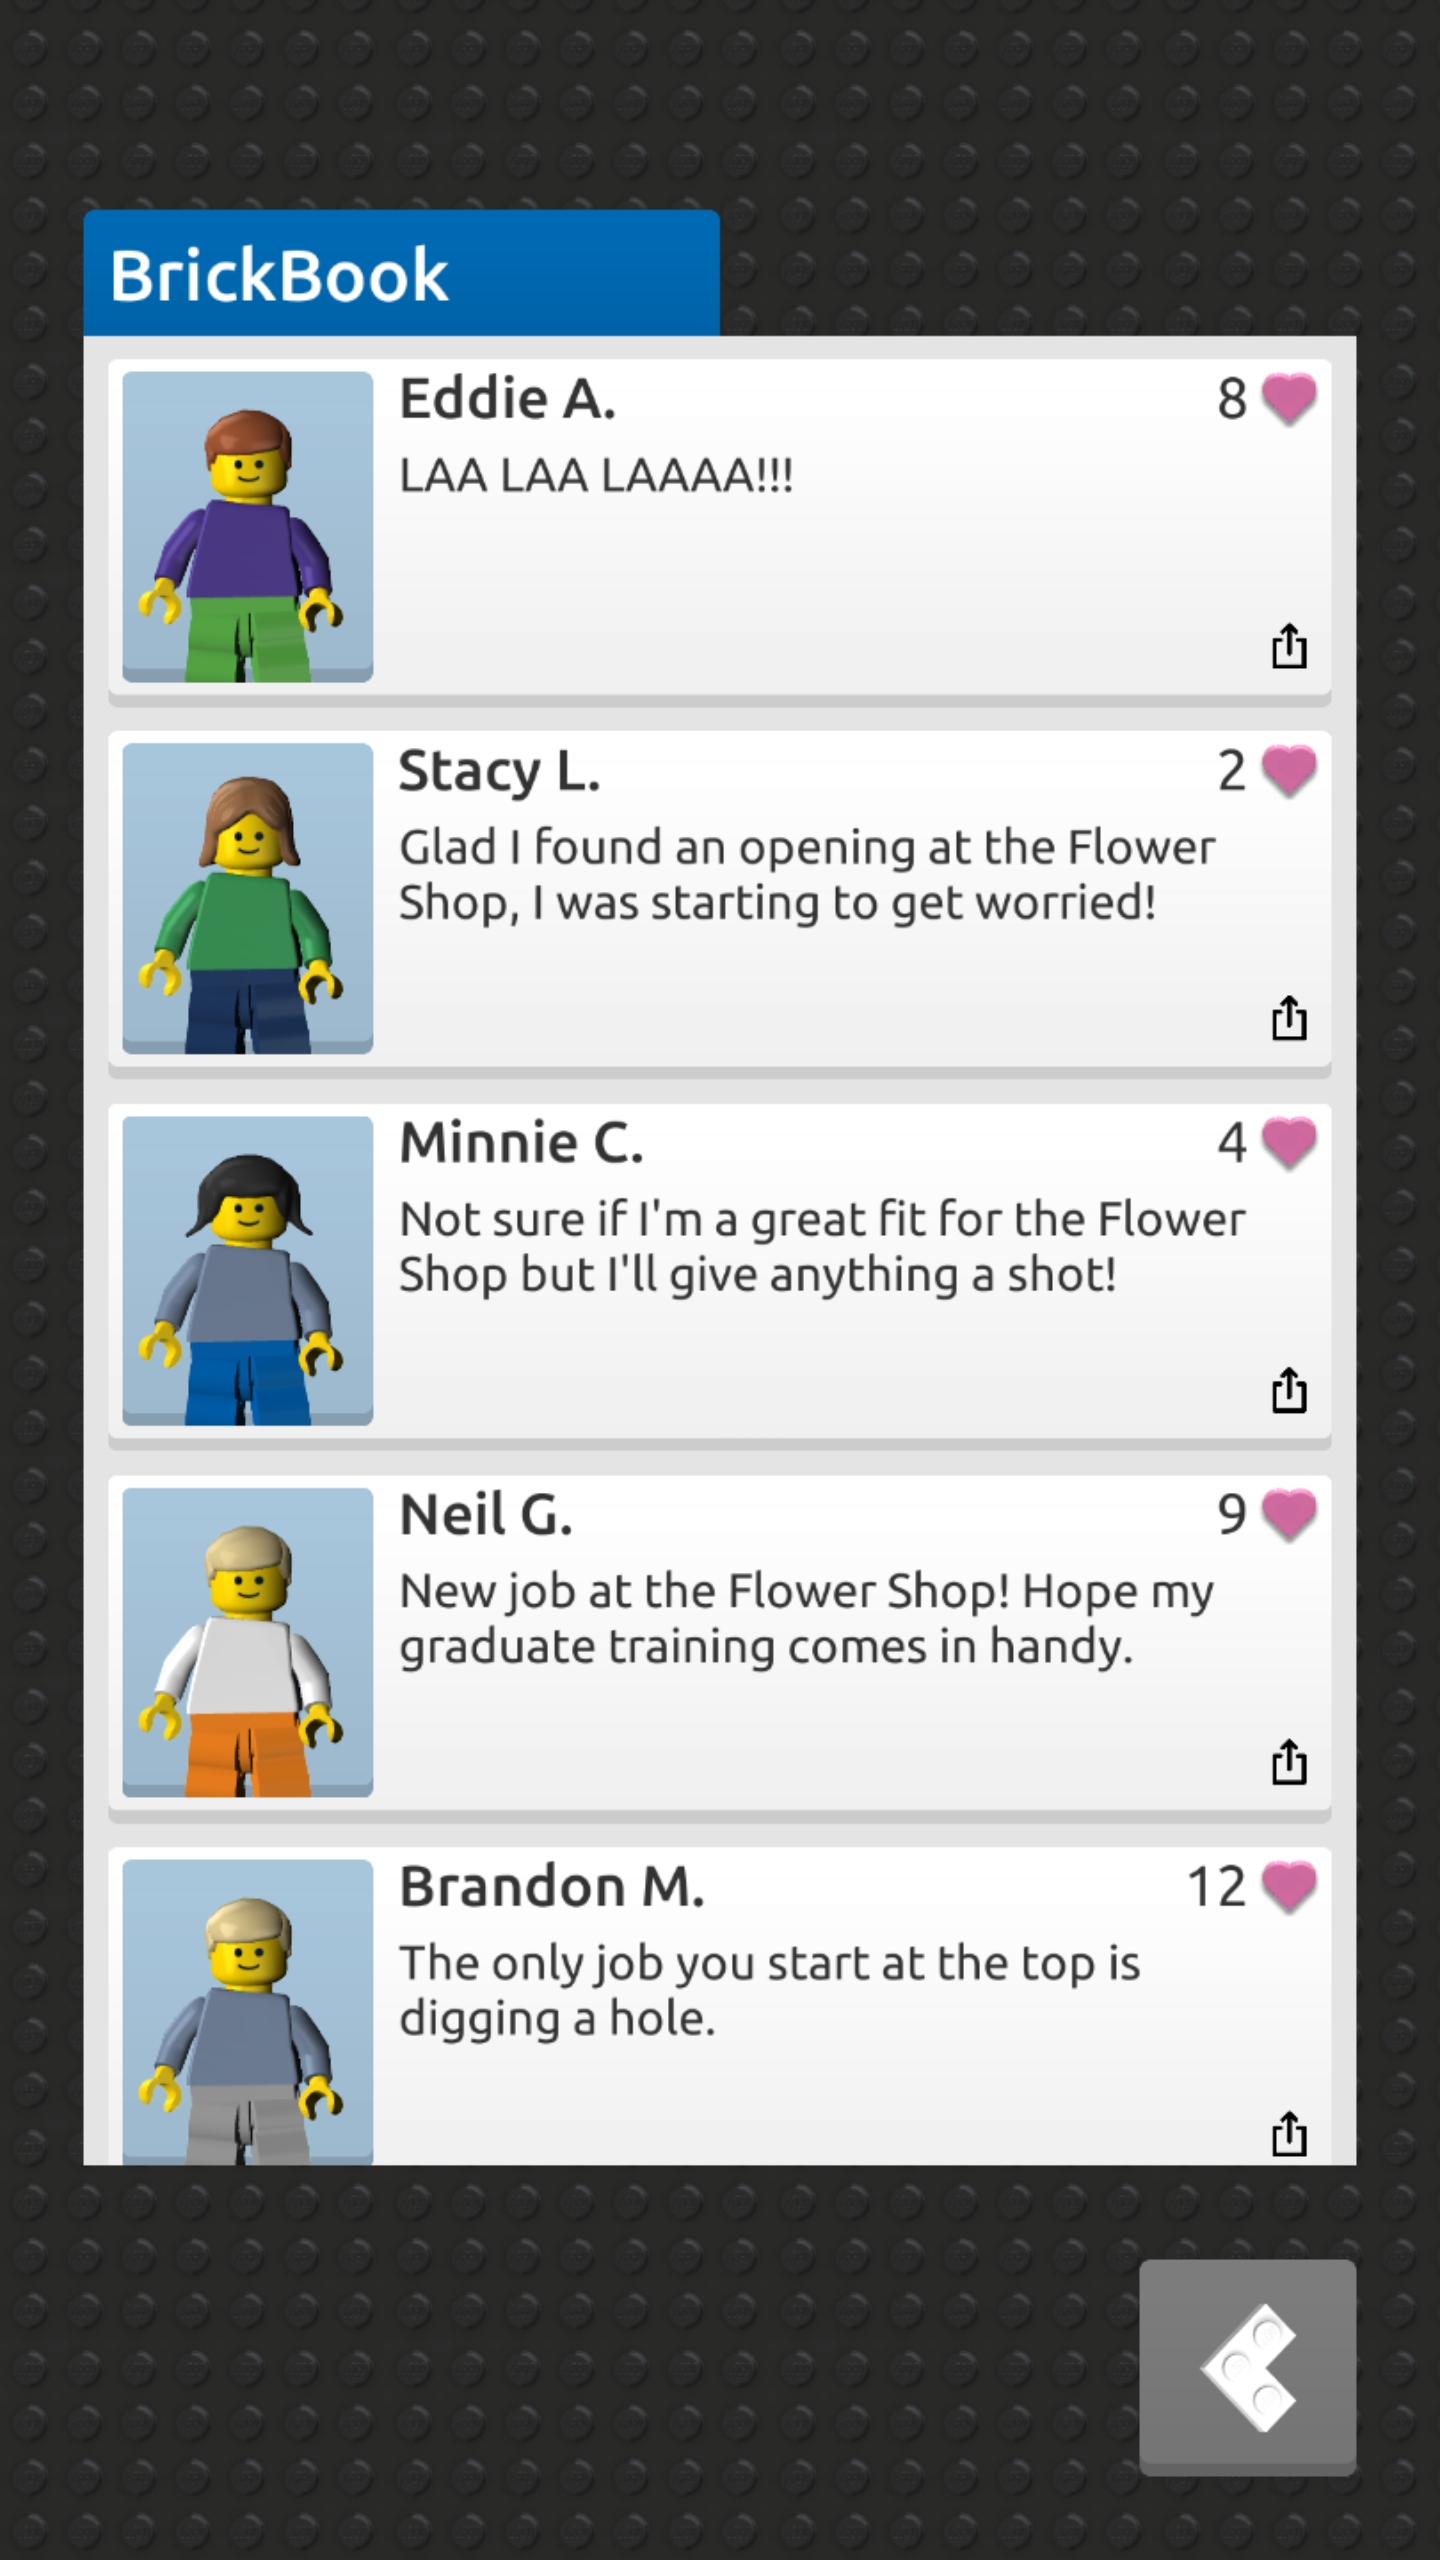 BrickBook
Eddie A.
8
LAA LAA LAAAA!!!
Stacy L.
2
Glad I found an opening at the Flower
Shop, I was starting to get worried!
Minnie C.
4
Not sure if I'm a great fit for the Flower
Shop but I'll give anything a shot!
Neil G.
9
New job at the Flower Shop! Hope my
graduate training comes in handy.
Brandon M.
12
The only job you start at the top is
digging a hole.